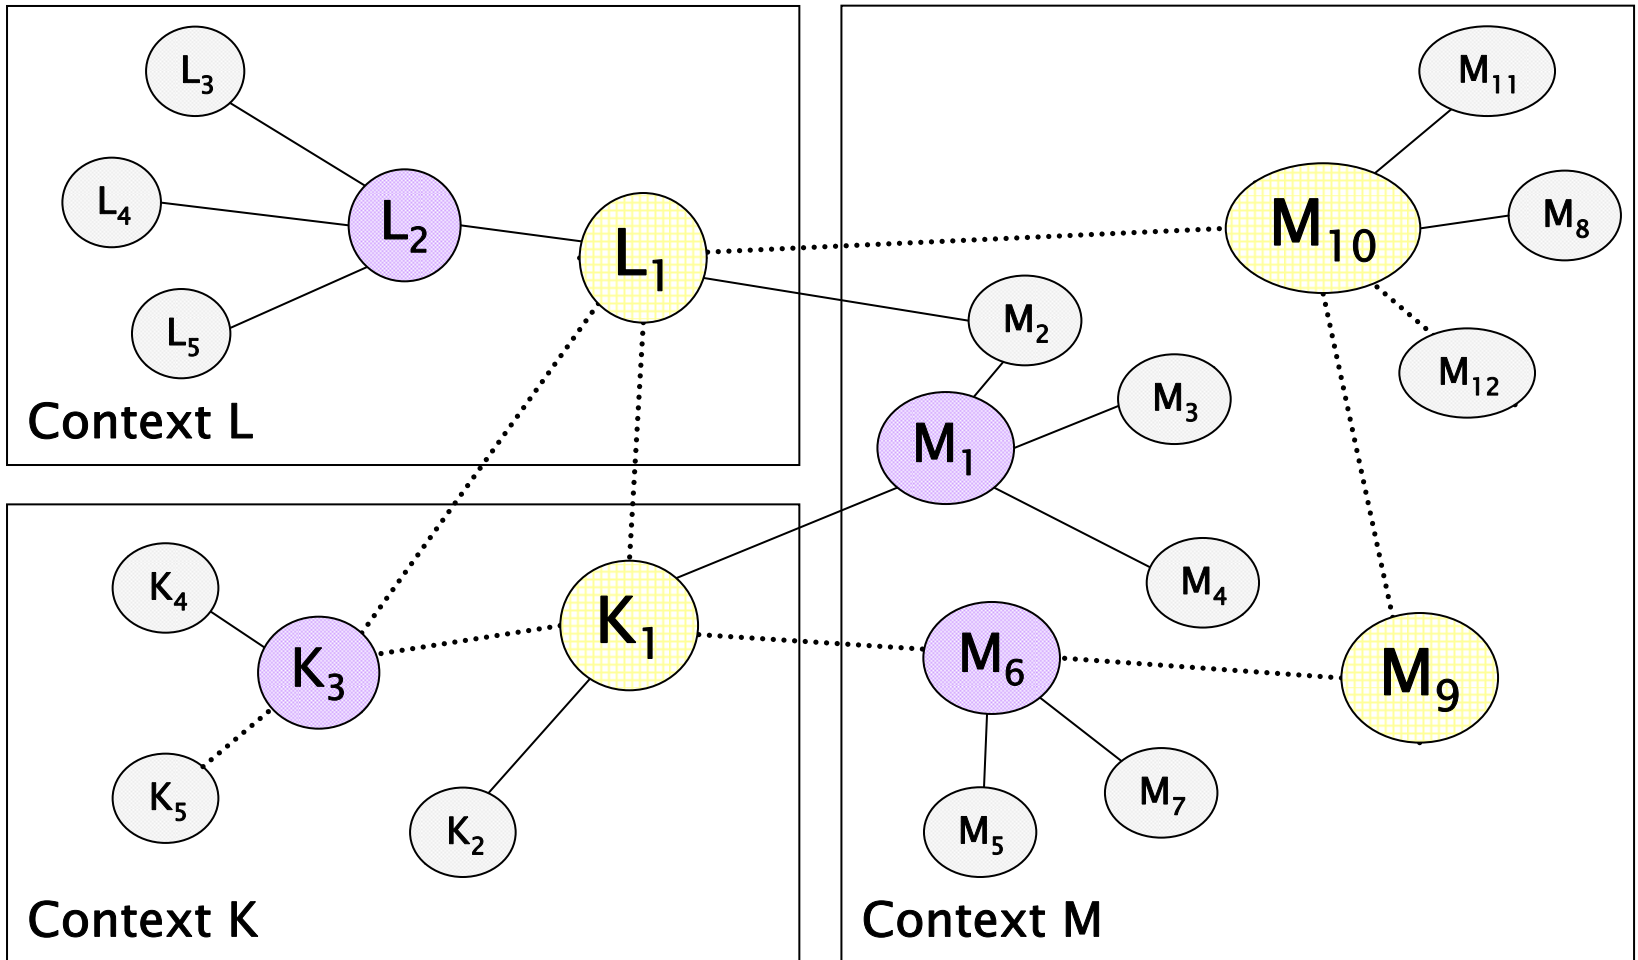 L₃
L₄
L₂
L₁
L₅
Context L
K₄
K₃
K₁
K₅
K₂
Context K
M₁₁
M₁₀
M₈
M₂
M₁₂
M₃
M₁
M₄
M₆
M₉
M₇
M₅
Context M